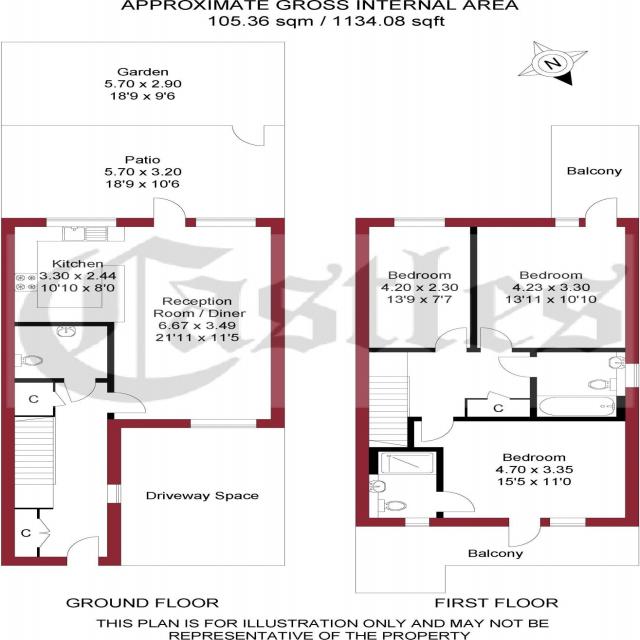 APPROXIMATE GROSS INTERNAL AREA
105.36 sqm / 1134.08 sqft
N
Garden
5.70 x 2.90
18'9 x 9'6
Patio
5.70 x 3.20
18'9 x 10'6
Balcony
Castles
Kitchen
3.30 x 2.44
10'10 x 8'0
Reception
Room / Diner
6.67 x 3.49
21'11 x 11'5
Bedroom
4.20 x 2.30
13'9 x 7'7
Bedroom
4.23 x 3.30
13'11 x 10'10
C
C
Bedroom
4.70 x 3.35
15'5 x 11'0
Driveway Space
C
Balcony
GROUND FLOOR
FIRST FLOOR
THIS PLAN IS FOR ILLUSTRATION ONLY AND MAY NOT BE
REPRESENTATIVE OF THE PROPERTY